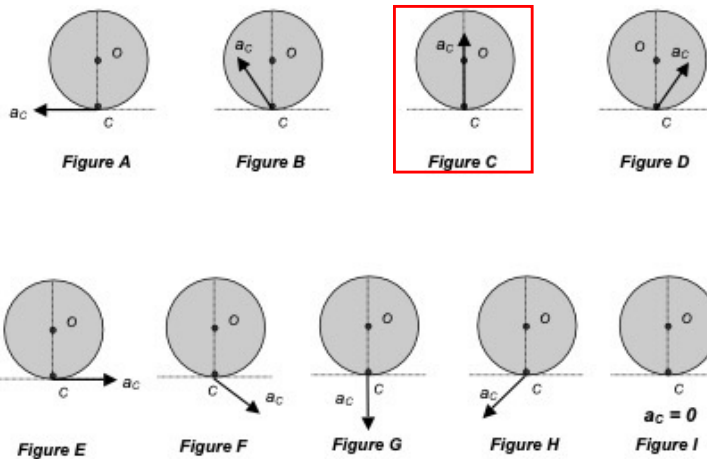 O
a_C
C
Figure A
a_C
O
C
Figure B
a_C
O
C
Figure C
O
a_C
C
Figure D
O
a_C
C
Figure E
O
a_C
C
Figure F
O
a_C
C
Figure G
O
a_C
C
Figure H
O
C
a_C = 0
Figure I